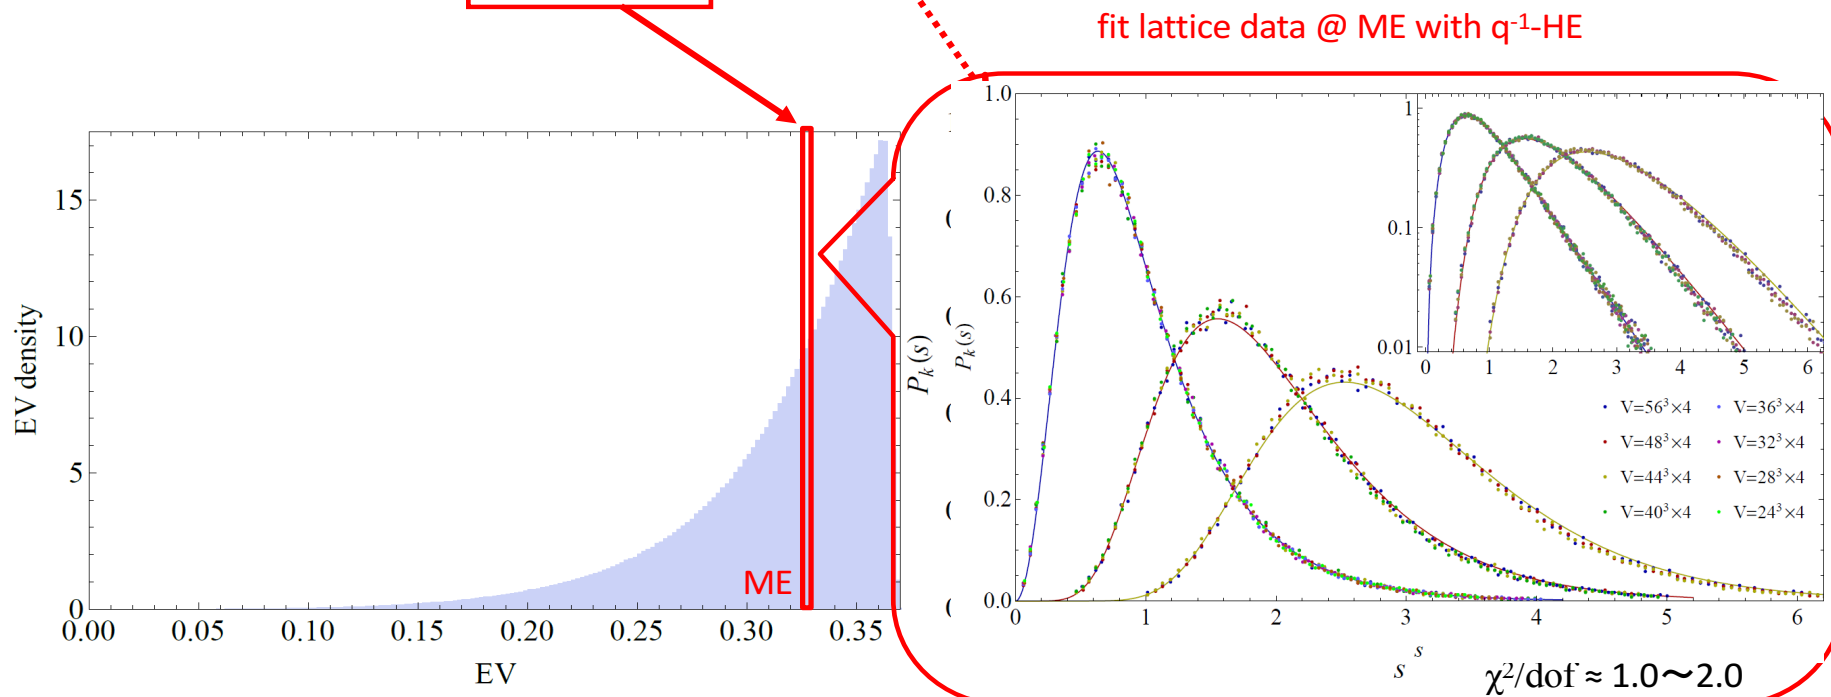 fit lattice data @ ME with q⁻¹-HE
EV density
15
10
5
0
0.00 0.05 0.10 0.15 0.20 0.25 0.30 0.35
EV
ME
P_k(s)
P_k(s)
1.0
0.8
0.6
0.4
0.2
0.0
0 1 2 3 4 5 6
s
s
1
0.1
0.01
0 1 2 3 4 5 6
V=56³×4 V=36³×4
V=48³×4 V=32³×4
V=44³×4 V=28³×4
V=40³×4 V=24³×4
χ²/dof ≈ 1.0～2.0